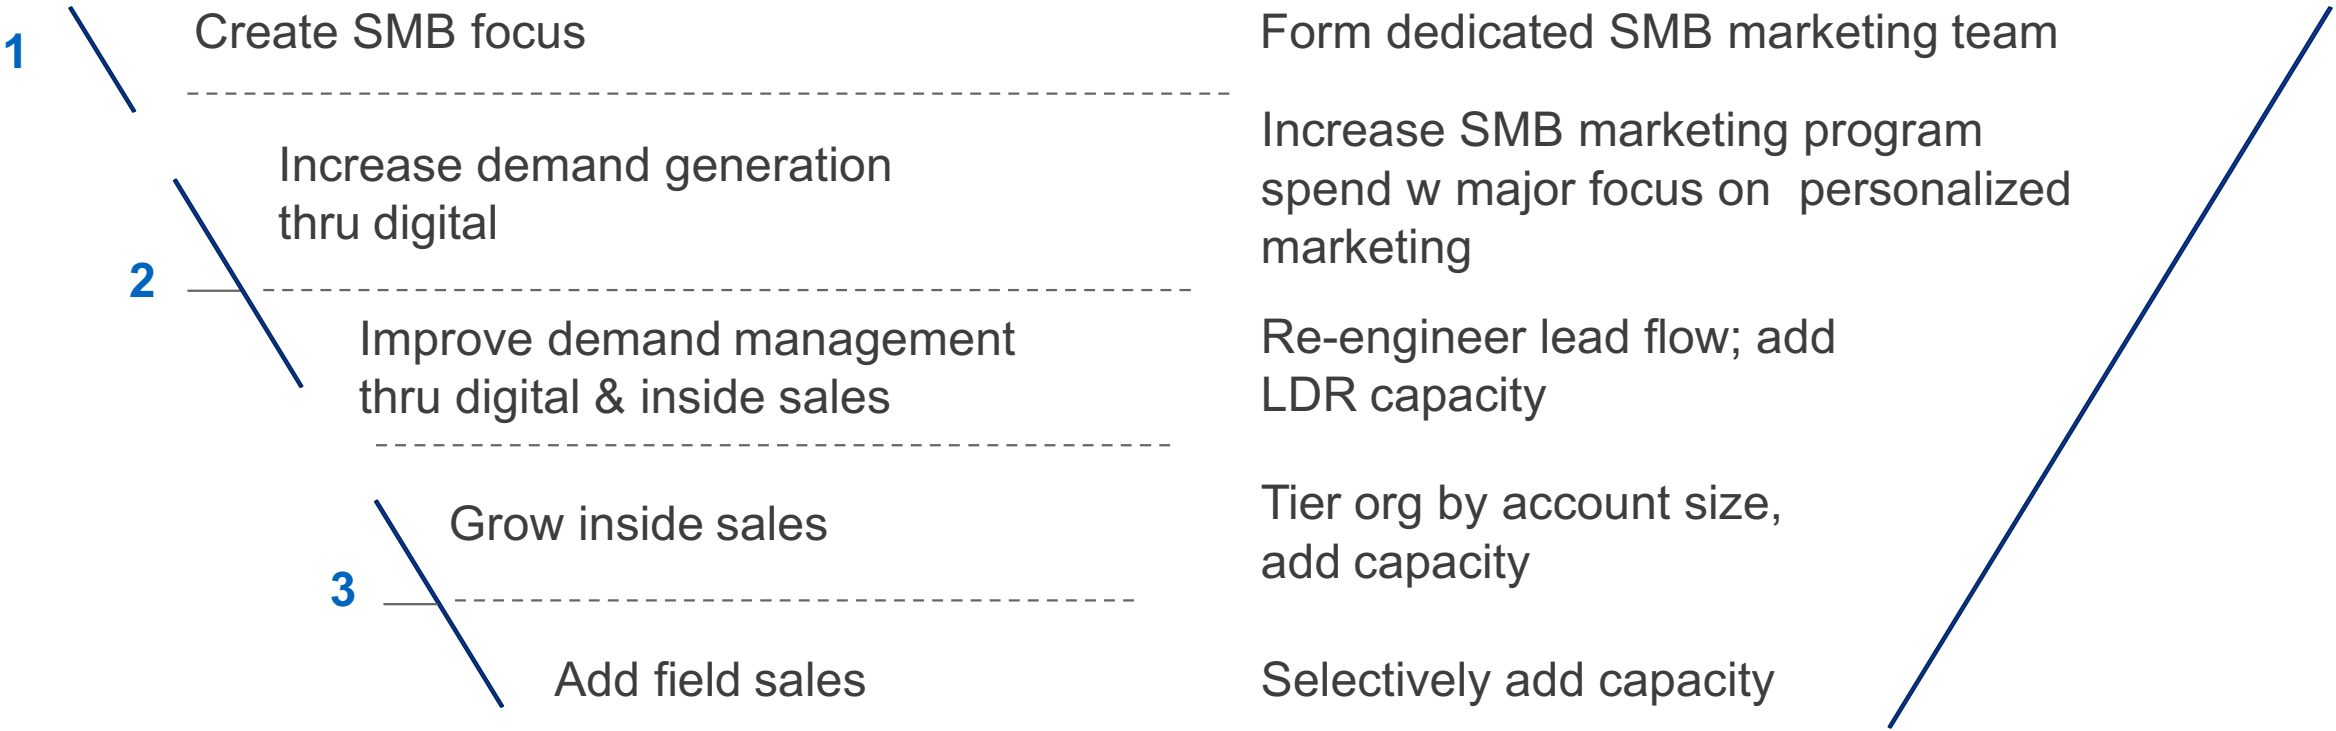 1
Create SMB focus
Form dedicated SMB marketing team
Increase demand generation
thru digital
Increase SMB marketing program
spend w major focus on  personalized
marketing
2
Improve demand management
thru digital & inside sales
Re-engineer lead flow; add
LDR capacity
Grow inside sales
Tier org by account size,
add capacity
3
Add field sales
Selectively add capacity